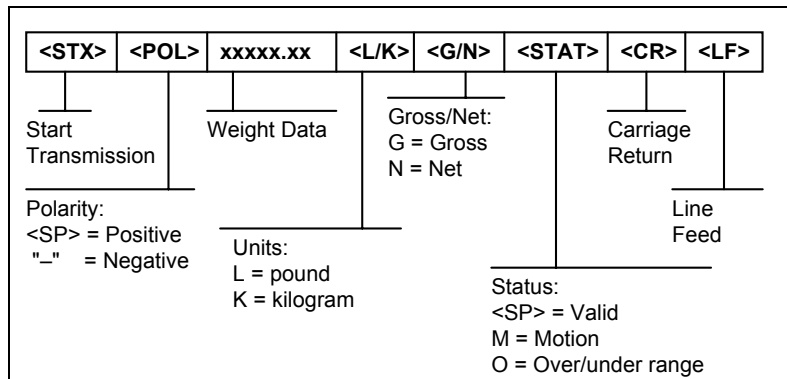 <STX> <POL> xxxxx.xx <L/K> <G/N> <STAT> <CR> <LF>
Start
Transmission
Weight Data
Gross/Net:
G = Gross
N = Net
Carriage
Return
Polarity:
<SP> = Positive
"–" = Negative
Units:
L = pound
K = kilogram
Line
Feed
Status:
<SP> = Valid
M = Motion
O = Over/under range